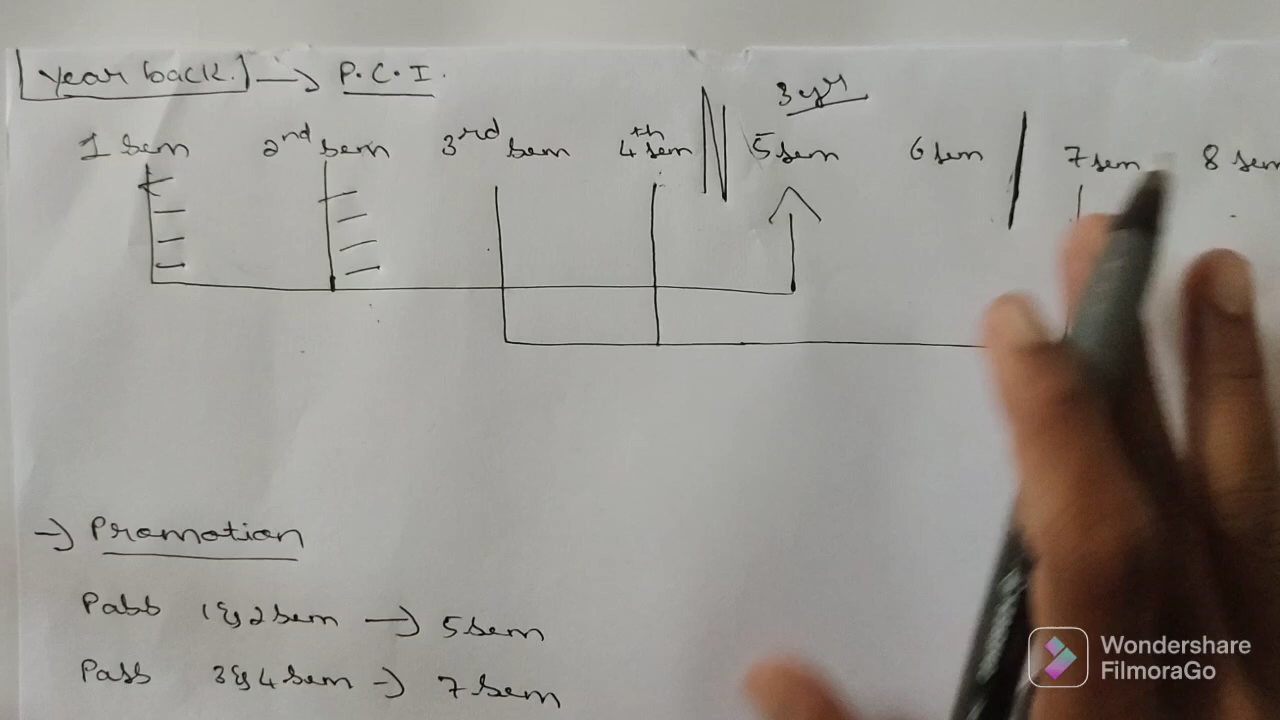 Year back. → P.C.I.
3 yr
1 sem 2nd sem 3rd sem 4th sem 5 sem 6 sem 7 sem 8 sem
→ Promotion
Pass 1 & 2 sem → 5 sem
Pass 3 & 4 sem → 7 sem
Wondershare
FilmoraGo